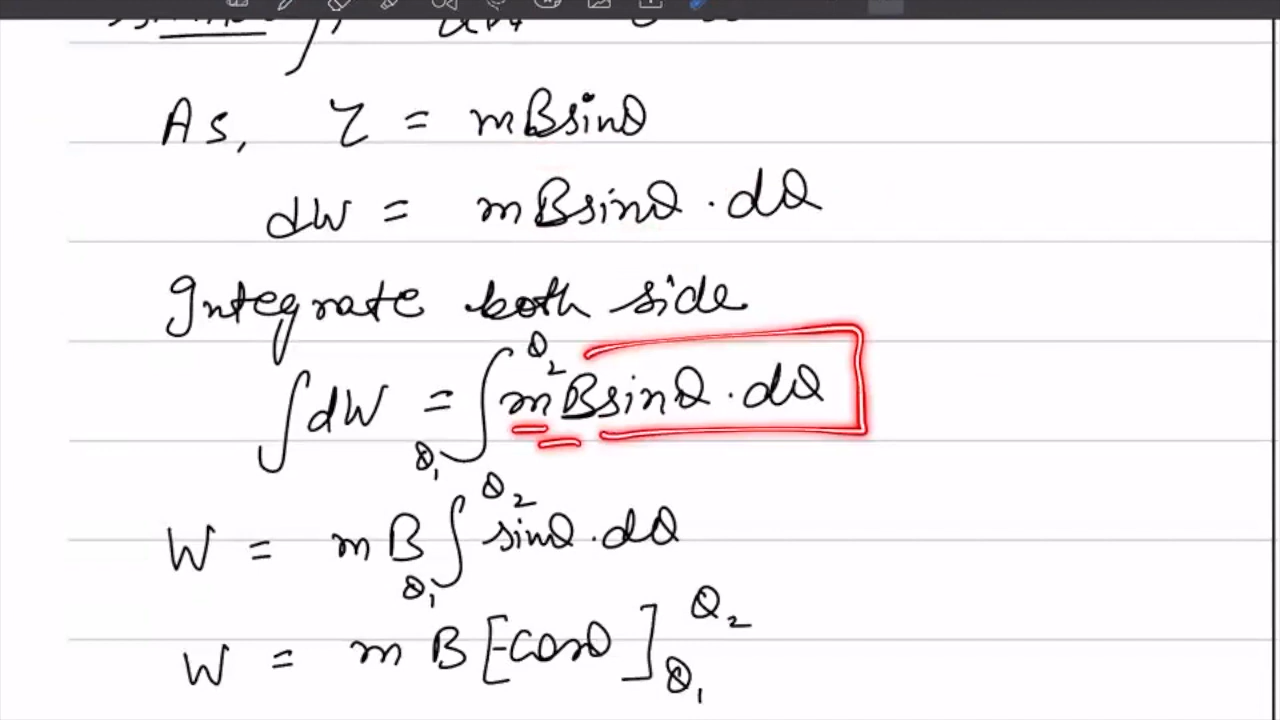 As, τ = mBsinθ
dW = mBsinθ · dθ
Integrate both side
∫dW = ∫θ₁^θ₂ mBsinθ · dθ
W = mB ∫θ₁^θ₂ sinθ · dθ
W = mB [-cosθ]θ₁^θ₂